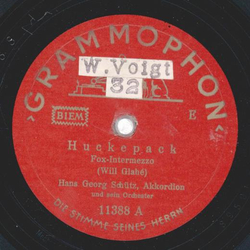 ›GRAMMOPHON‹
W. Voigt
32
BIEM
E
Huckepack
Fox-Intermezzo
(Will Glahé)
Hans Georg Schütz, Akkordion
und sein Orchester
11388 A
DIE STIMME SEINES HERRN